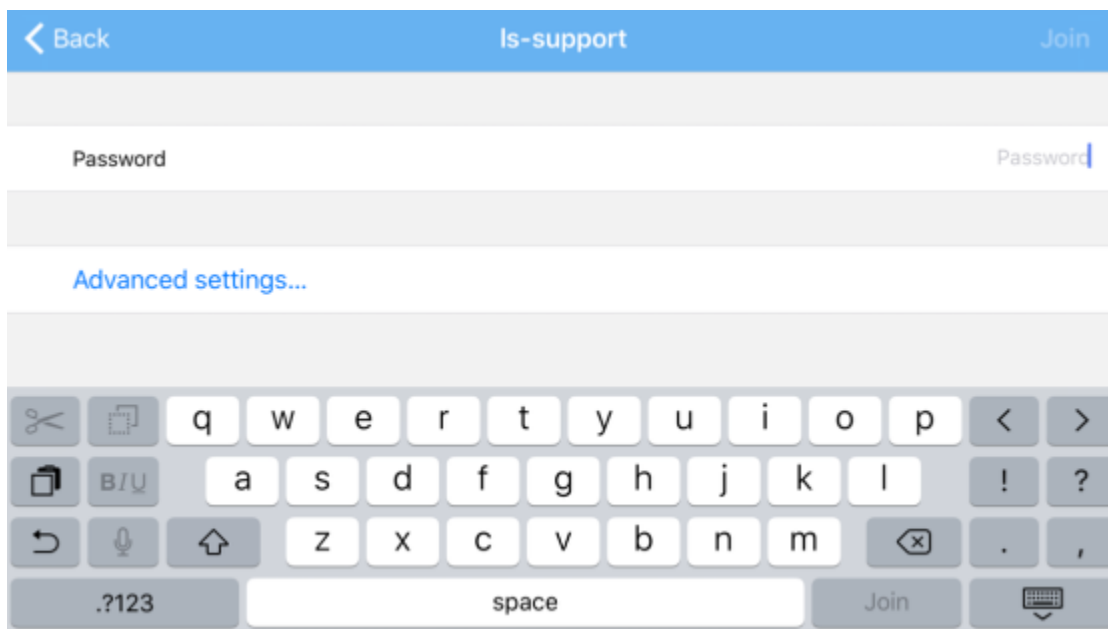 Back ls-support Join
Password Password
Advanced settings...
q w e r t y u i o p < >
B I U a s d f g h j k l ! ?
z x c v b n m . ,
.?123 space Join